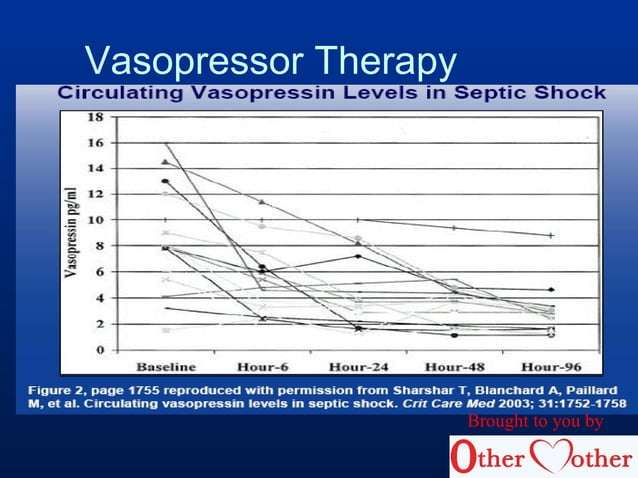 Vasopressor Therapy
Circulating Vasopressin Levels in Septic Shock
18
16
14
12
10
8
6
4
2
0
Vasopressin pg/ml
Baseline Hour-6 Hour-24 Hour-48 Hour-96
Figure 2, page 1755 reproduced with permission from Sharshar T, Blanchard A, Paillard
M, et al. Circulating vasopressin levels in septic shock. Crit Care Med 2003; 31:1752-1758
Brought to you by
Other other